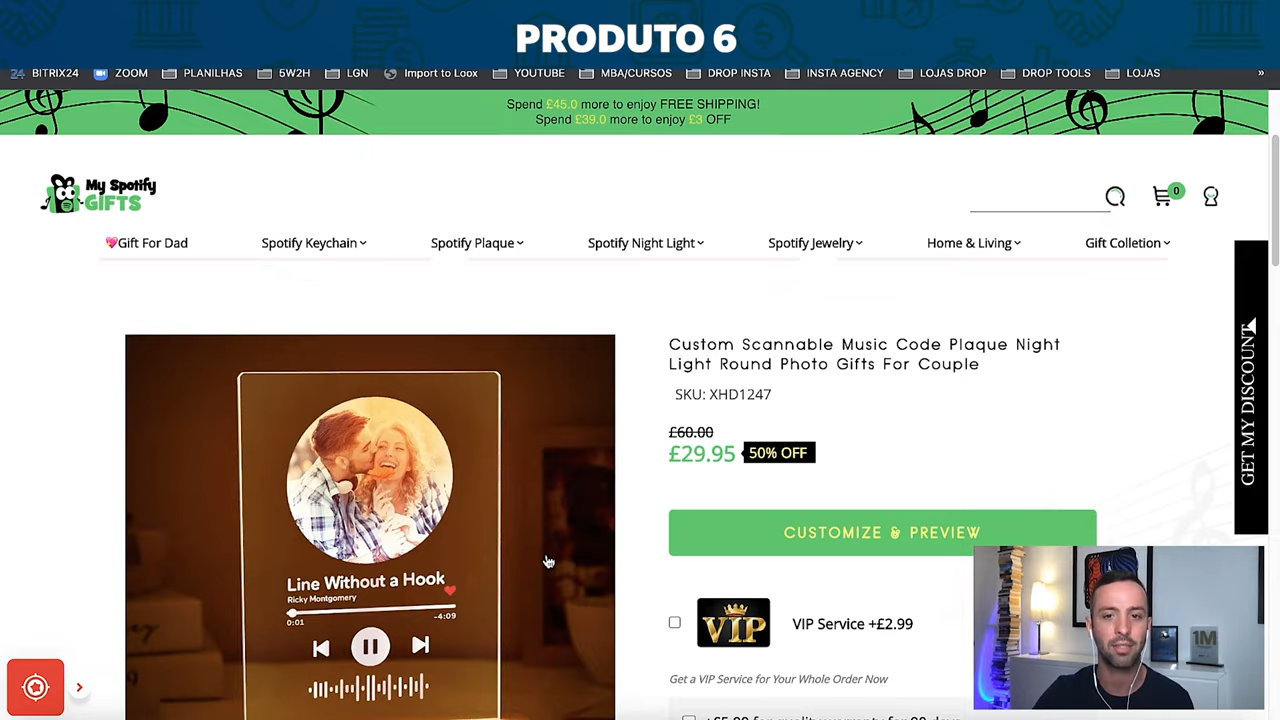 PRODUTO 6
24 BITRIX24 ZOOM PLANILHAS 5W2H LGN Import to Loox YOUTUBE MBA/CURSOS DROP INSTA INSTA AGENCY LOJAS DROP DROP TOOLS LOJAS »
Spend £45.0 more to enjoy FREE SHIPPING!
Spend £39.0 more to enjoy £3 OFF
My Spotify
GIFTS
0
Gift For Dad Spotify Keychain Spotify Plaque Spotify Night Light Spotify Jewelry Home & Living Gift Colletion
GET MY DISCOUNT
Custom Scannable Music Code Plaque Night
Light Round Photo Gifts For Couple
SKU: XHD1247
£60.00
£29.95 50% OFF
CUSTOMIZE & PREVIEW
Line Without a Hook
Ricky Montgomery
0:01 -4:09
VIP VIP Service +£2.99
Get a VIP Service for Your Whole Order Now
1M